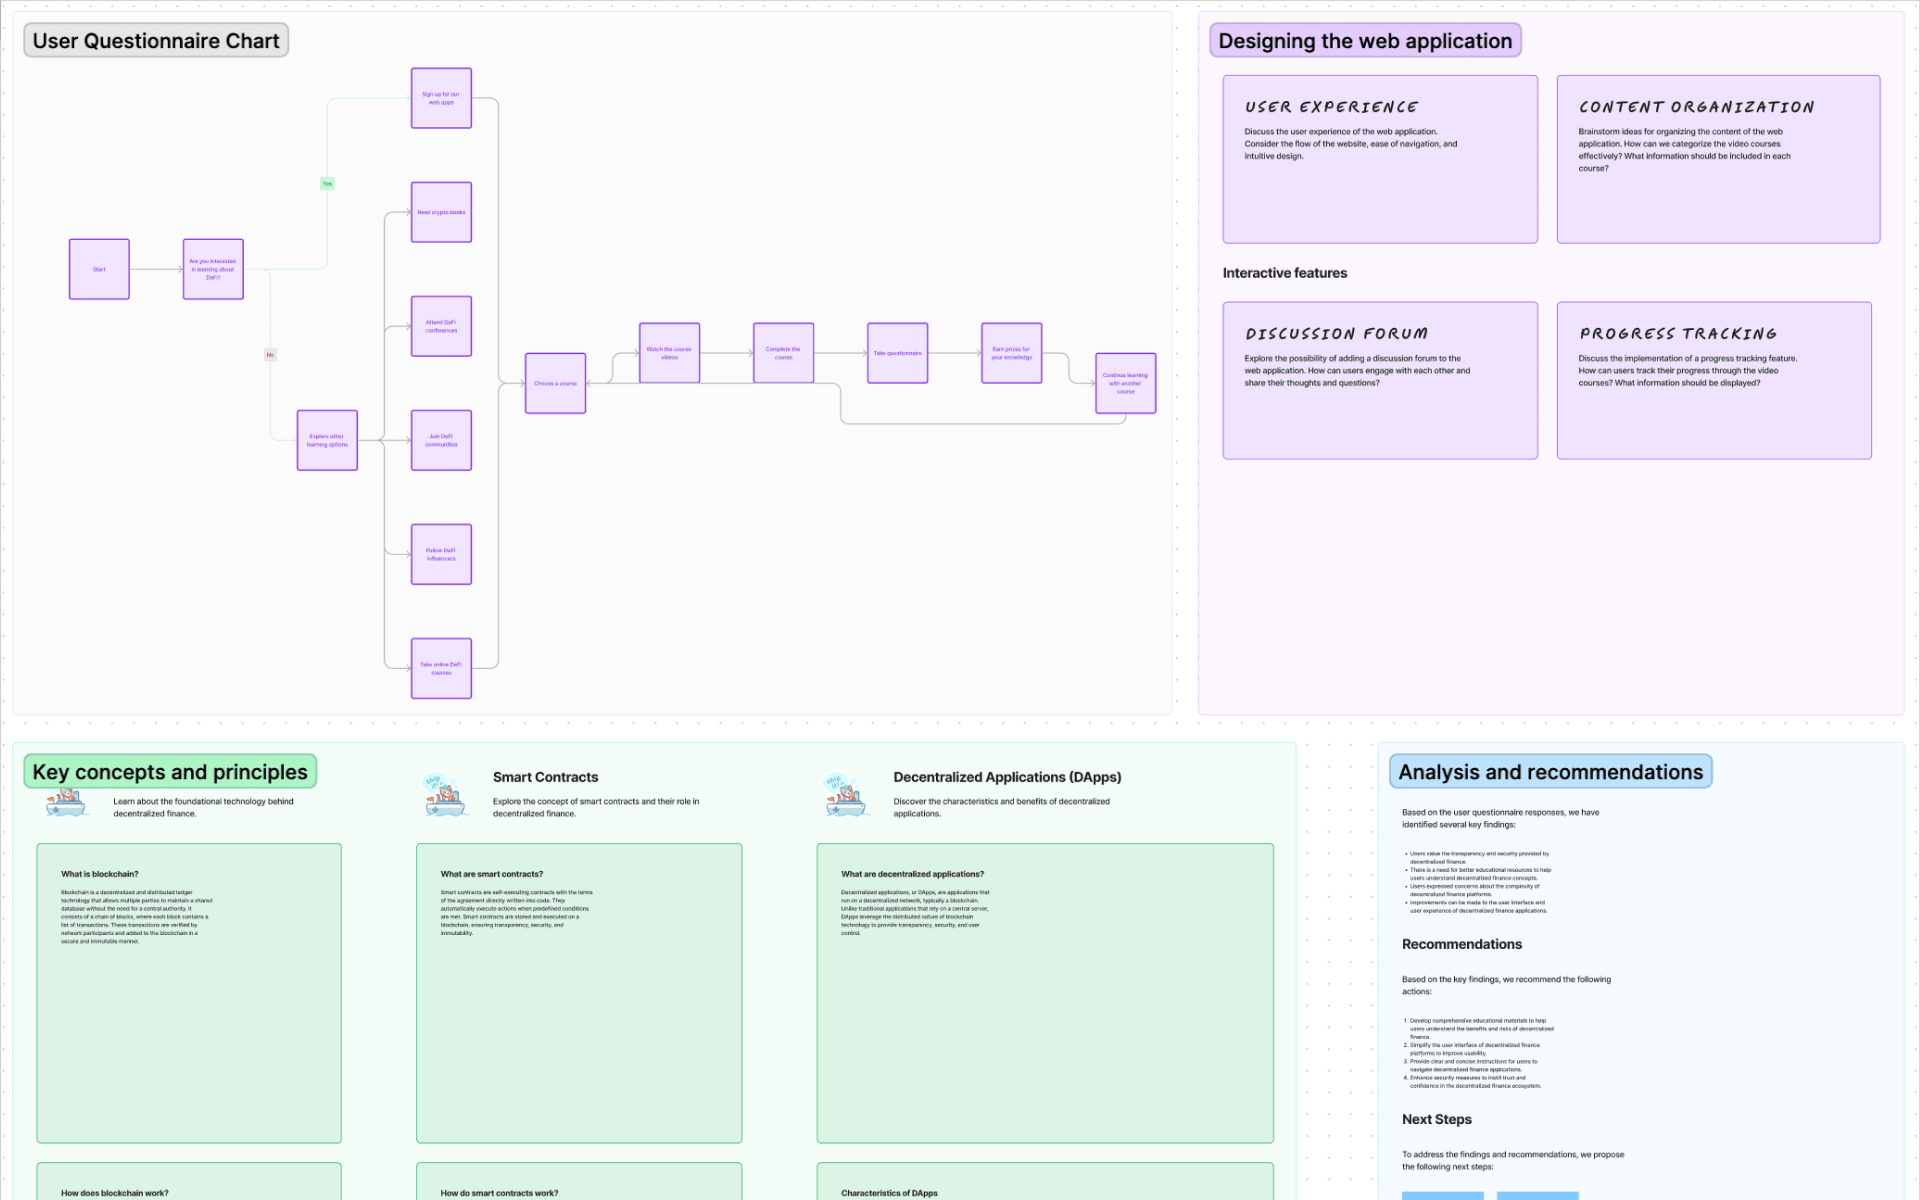 User Questionnaire Chart
Sign up for our
web apps
Yes
Read crypto books
Start
Are you interested
in learning about
DeFi?
Attend DeFi
conferences
No
Watch the course
videos
Complete the
course
Take questionnaire
Earn prizes for
your knowledge
Choose a course
Continue learning
with another
course
Explore other
learning options
Join DeFi
communities
Follow DeFi
influencers
Take online DeFi
courses
Designing the web application
USER EXPERIENCE
Discuss the user experience of the web application.
Consider the flow of the website, ease of navigation, and
intuitive design.
CONTENT ORGANIZATION
Brainstorm ideas for organizing the content of the web
application. How can we categorize the video courses
effectively? What information should be included in each
course?
Interactive features
DISCUSSION FORUM
Explore the possibility of adding a discussion forum to the
web application. How can users engage with each other and
share their thoughts and questions?
PROGRESS TRACKING
Discuss the implementation of a progress tracking feature.
How can users track their progress through the video
courses? What information should be displayed?
Key concepts and principles
Learn about the foundational technology behind
decentralized finance.
What is blockchain?
Blockchain is a decentralized and distributed ledger
technology that allows multiple parties to maintain a shared
database without the need for a central authority. It
consists of a chain of blocks, where each block contains a
list of transactions. These transactions are verified by
network participants and added to the blockchain in a
secure and immutable manner.
How does blockchain work?
ship it!
Smart Contracts
Explore the concept of smart contracts and their role in
decentralized finance.
What are smart contracts?
Smart contracts are self-executing contracts with the terms
of the agreement directly written into code. They
automatically execute actions when predefined conditions
are met. Smart contracts are stored and executed on a
blockchain, ensuring transparency, security, and
immutability.
How do smart contracts work?
ship it!
Decentralized Applications (DApps)
Discover the characteristics and benefits of decentralized
applications.
What are decentralized applications?
Decentralized applications, or DApps, are applications that
run on a decentralized network, typically a blockchain.
Unlike traditional applications that rely on a central server,
DApps leverage the distributed nature of blockchain
technology to provide transparency, security, and user
control.
Characteristics of DApps
Analysis and recommendations
Based on the user questionnaire responses, we have
identified several key findings:
• Users value the transparency and security provided by
decentralized finance.
• There is a need for better educational resources to help
users understand decentralized finance concepts.
• Users expressed concerns about the complexity of
decentralized finance platforms.
• Improvements can be made to the user interface and
user experience of decentralized finance applications.
Recommendations
Based on the key findings, we recommend the following
actions:
1. Develop comprehensive educational materials to help
users understand the benefits and risks of decentralized
finance.
2. Simplify the user interface of decentralized finance
platforms to improve usability.
3. Provide clear and concise instructions for users to
navigate decentralized finance applications.
4. Enhance security measures to instill trust and
confidence in the decentralized finance ecosystem.
Next Steps
To address the findings and recommendations, we propose
the following next steps: